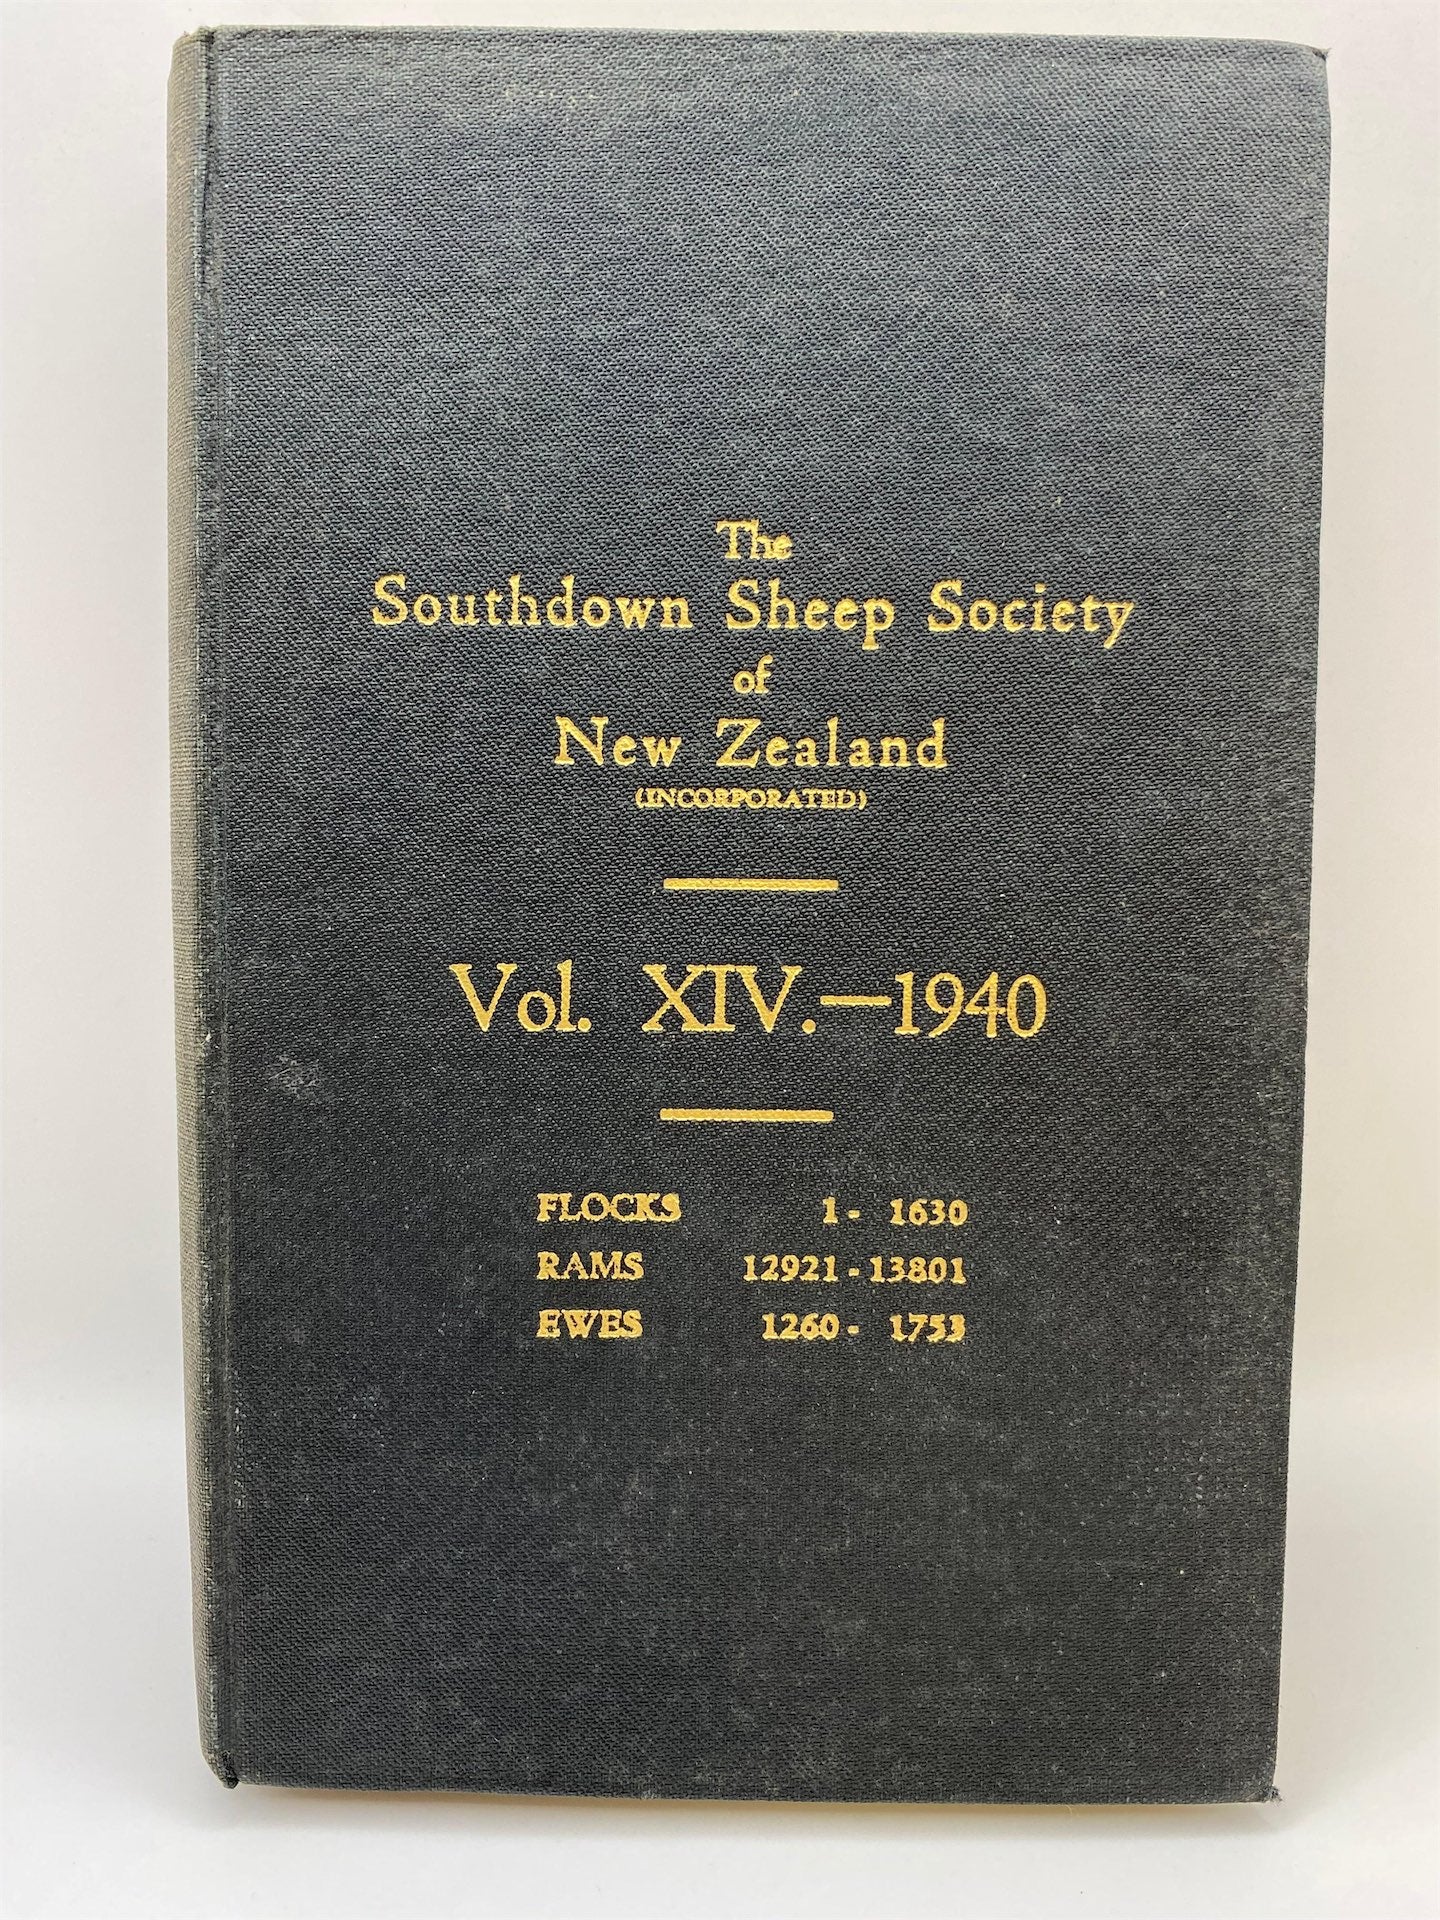 The
Southdown Sheep Society
of
New Zealand
(INCORPORATED)
Vol. XIV.—1940
FLOCKS 1 - 1630
RAMS 12921 - 13801
EWES 1260 - 1753